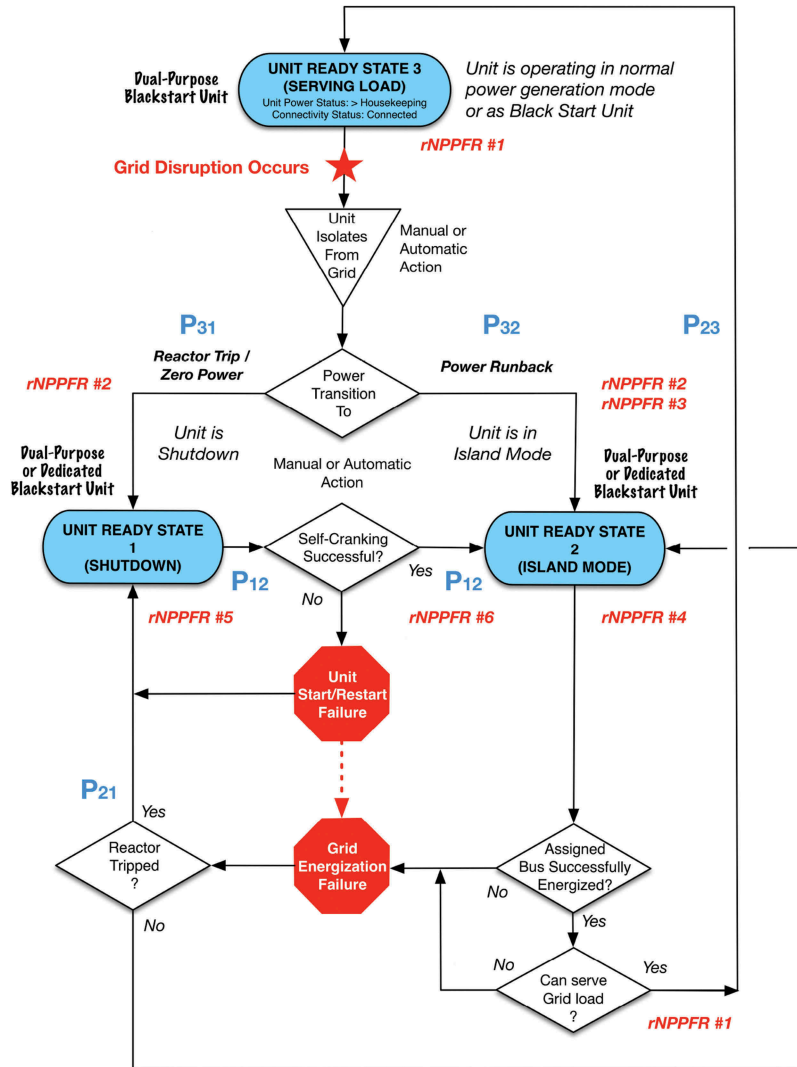 Dual-Purpose
Blackstart Unit
UNIT READY STATE 3
(SERVING LOAD)
Unit Power Status: > Housekeeping
Connectivity Status: Connected
Unit is operating in normal
power generation mode
or as Black Start Unit
rNPPFR #1
Grid Disruption Occurs
Unit
Isolates
From
Grid
Manual or
Automatic
Action
P31
P32
P23
Reactor Trip /
Zero Power
Power Runback
Power
Transition
To
rNPPFR #2
rNPPFR #2
rNPPFR #3
Unit is
Shutdown
Unit is in
Island Mode
Dual-Purpose
or Dedicated
Blackstart Unit
Manual or Automatic
Action
Dual-Purpose
or Dedicated
Blackstart Unit
UNIT READY STATE
1
(SHUTDOWN)
Self-Cranking
Successful?
UNIT READY STATE
2
(ISLAND MODE)
P12
Yes
P12
No
rNPPFR #5
rNPPFR #6
rNPPFR #4
Unit
Start/Restart
Failure
P21
Yes
Reactor
Tripped
?
No
Grid
Energization
Failure
Assigned
Bus Successfully
Energized?
No
Yes
No
Can serve
Grid load
?
Yes
rNPPFR #1